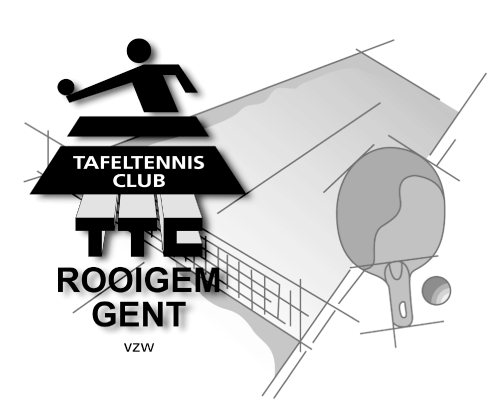 TAFELTENNIS
CLUB
TTC
ROOIGEM
GENT
vzw